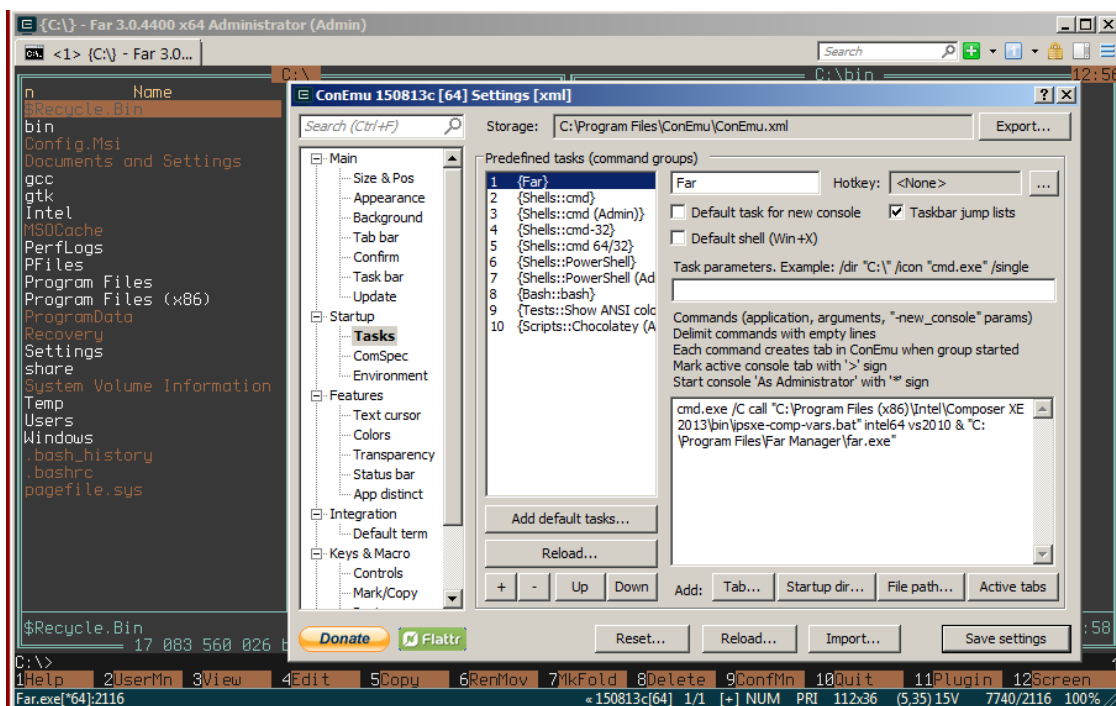 {C:\} - Far 3.0.4400 x64 Administrator (Admin)
<1> {C:\} - Far 3.0...
Search
C:\
C:\bin
12:56
n Name
$Recycle.Bin
bin
Config.Msi
Documents and Settings
gcc
gtk
Intel
MSOCache
PerfLogs
PFiles
Program Files
Program Files (x86)
ProgramData
Recovery
Settings
share
System Volume Information
Temp
Users
Windows
.bash_history
.bashrc
pagefile.sys
$Recycle.Bin
17 083 560 026 b
:58
C:\>
1Help 2UserMn 3View 4Edit 5Copy 6RenMov 7MkFold 8Delete 9ConfMn 10Quit 11Plugin 12Screen
Far.exe[*64]:2116
« 150813c[64] 1/1 [+] NUM PRI 112x36 (5,35) 15V 7740/2116 100%
ConEmu 150813c [64] Settings [xml]
Search (Ctrl+F)
Storage: C:\Program Files\ConEmu\ConEmu.xml
Export...
Main
Size & Pos
Appearance
Background
Tab bar
Confirm
Task bar
Update
Startup
Tasks
ComSpec
Environment
Features
Text cursor
Colors
Transparency
Status bar
App distinct
Integration
Default term
Keys & Macro
Controls
Mark/Copy
Predefined tasks (command groups)
1 {Far}
2 {Shells::cmd}
3 {Shells::cmd (Admin)}
4 {Shells::cmd-32}
5 {Shells::cmd 64/32}
6 {Shells::PowerShell}
7 {Shells::PowerShell (Ad
8 {Bash::bash}
9 {Tests::Show ANSI colo
10 {Scripts::Chocolatey (A
Add default tasks...
Reload...
+ - Up Down
Far
Hotkey: <None> ...
Default task for new console
Taskbar jump lists
Default shell (Win+X)
Task parameters. Example: /dir "C:\" /icon "cmd.exe" /single
Commands (application, arguments, "-new_console" params)
Delimit commands with empty lines
Each command creates tab in ConEmu when group started
Mark active console tab with '>' sign
Start console 'As Administrator' with '*' sign
cmd.exe /C call "C:\Program Files (x86)\Intel\Composer XE
2013\bin\ipsxe-comp-vars.bat" intel64 vs2010 & "C:
\Program Files\Far Manager\far.exe"
Add: Tab... Startup dir... File path... Active tabs
Donate
Flattr
Reset... Reload... Import... Save settings